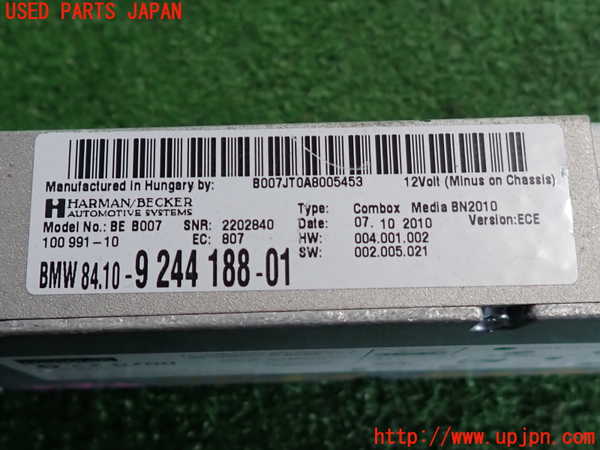 USED PARTS JAPAN
Manufactured in Hungary by: B007JT0A8005453 12Volt (Minus on Chassis)
HARMAN/BECKER
AUTOMOTIVE SYSTEMS
Type: Combox Media BN2010
Model No.: BE B007 SNR: 2202840 Date: 07. 10 2010 Version:ECE
100 991-10 EC: 807 HW: 004.001.002
SW: 002.005.021
BMW 84.10-9 244 188-01
http://www.upjpn.com/